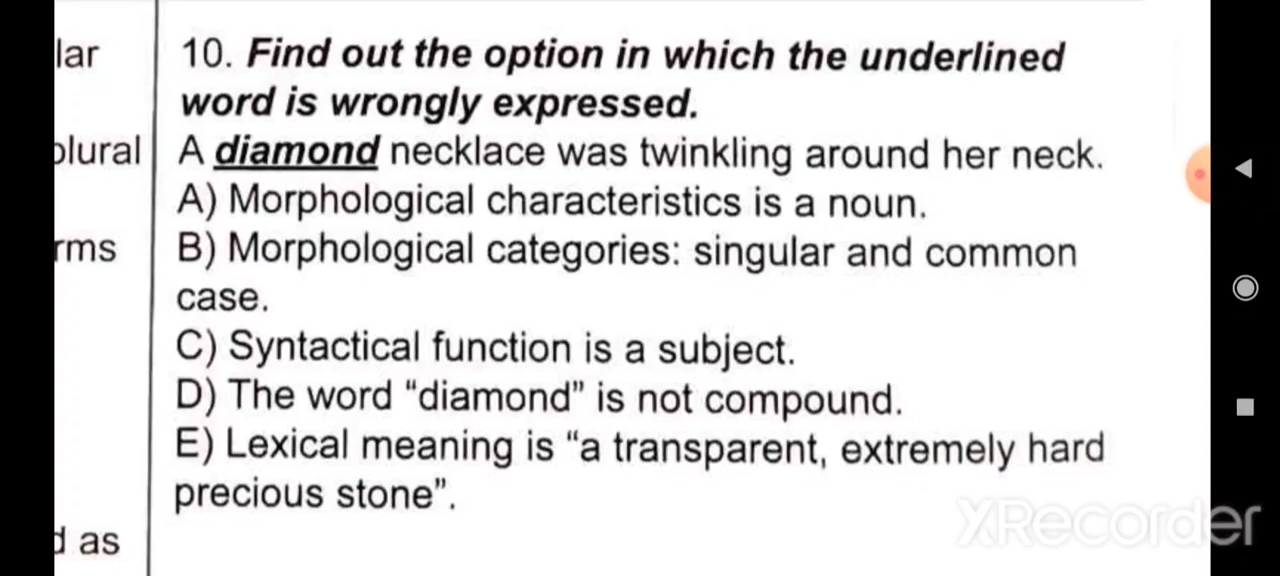 lar
plural
rms
d as
10. Find out the option in which the underlined
word is wrongly expressed.
A diamond necklace was twinkling around her neck.
A) Morphological characteristics is a noun.
B) Morphological categories: singular and common
case.
C) Syntactical function is a subject.
D) The word “diamond” is not compound.
E) Lexical meaning is “a transparent, extremely hard
precious stone”.
XRecorder